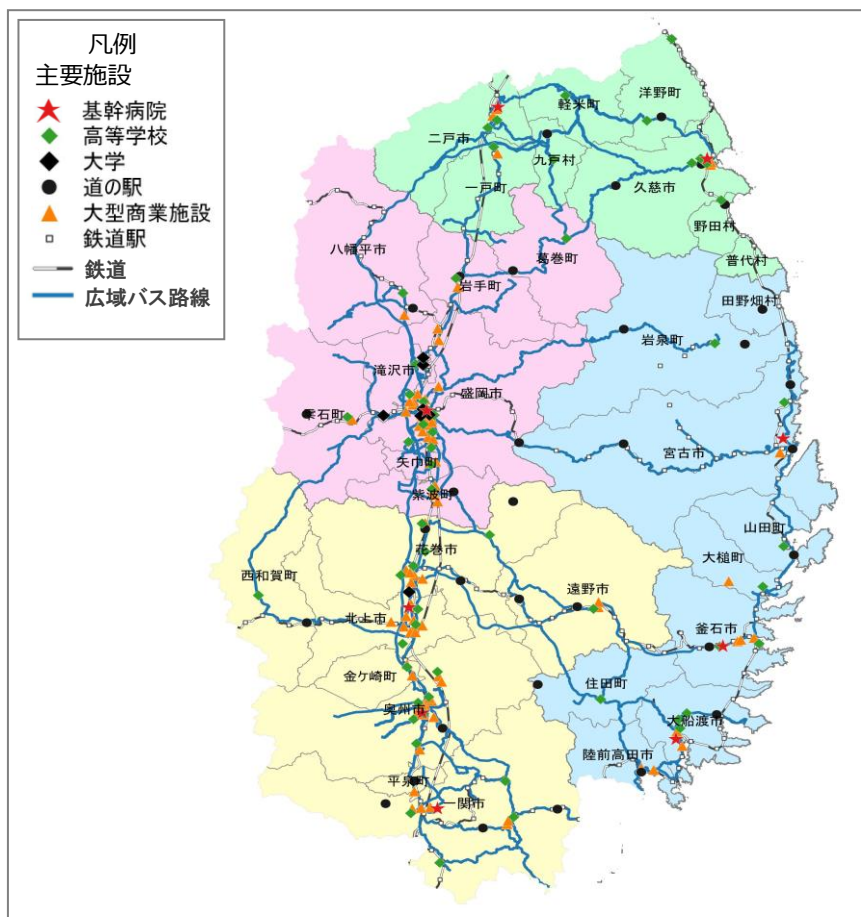 凡例
主要施設
基幹病院
高等学校
大学
道の駅
大型商業施設
鉄道駅
鉄道
広域バス路線
洋野町
軽米町
二戸市
九戸村
一戸町
久慈市
野田村
普代村
八幡平市
葛巻町
岩手町
田野畑村
岩泉町
滝沢市
盛岡市
雫石町
宮古市
矢巾町
紫波町
山田町
花巻市
大槌町
西和賀町
遠野市
北上市
釜石市
金ケ崎町
住田町
奥州市
大船渡市
陸前高田市
平泉町
一関市